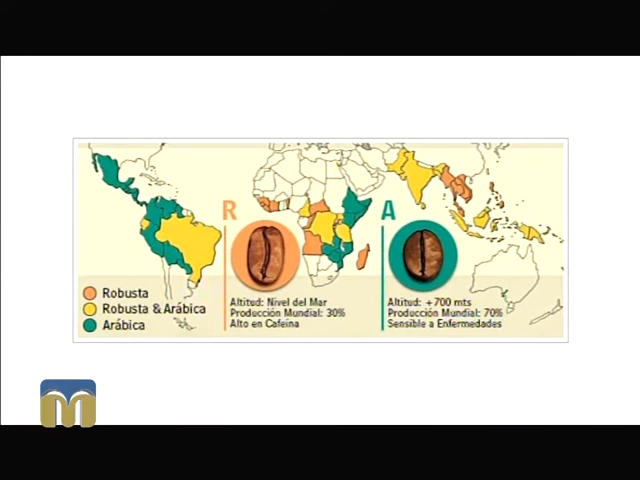 R
A
Robusta
Robusta & Arábica
Arábica
Altitud: Nivel del Mar
Producción Mundial: 30%
Alto en Cafeína
Altitud: +700 mts
Producción Mundial: 70%
Sensible a Enfermedades
M